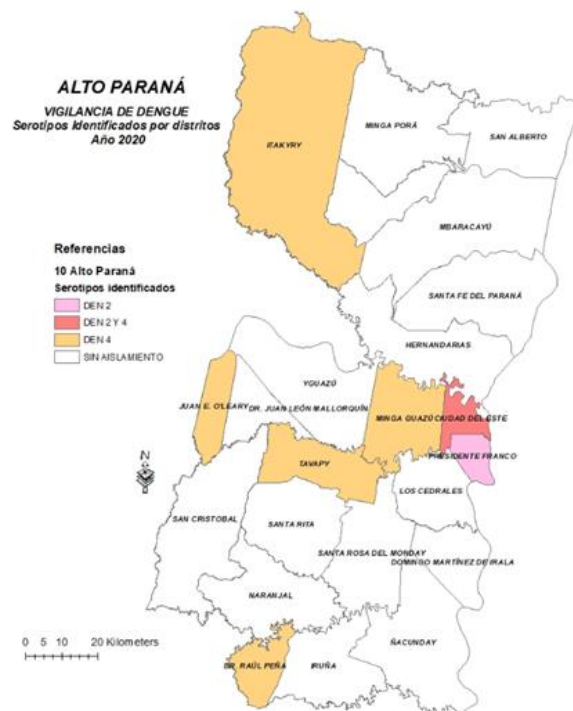 ALTO PARANÁ
VIGILANCIA DE DENGUE
Serotipos Identificados por distritos
Año 2020
ITAKYRY
MINGA PORÁ
SAN ALBERTO
MBARACAYÚ
Referencias
10 Alto Paraná
Serotipos identificados
DEN 2
DEN 2 Y 4
DEN 4
SIN AISLAMIENTO
SANTA FE DEL PARANÁ
HERNANDARIAS
YGUAZÚ
JUAN E. O'LEARY
DR. JUAN LEÓN MALLORQUÍN
MINGA GUAZÚ
CIUDAD DEL ESTE
PRESIDENTE FRANCO
TAVAPY
LOS CEDRALES
N
SAN CRISTOBAL
SANTA RITA
SANTA ROSA DEL MONDAY
DOMINGO MARTÍNEZ DE IRALA
NARANJAL
ÑACUNDAY
0 5 10 20 Kilometers
DR. RAÚL PEÑA
IRUÑA